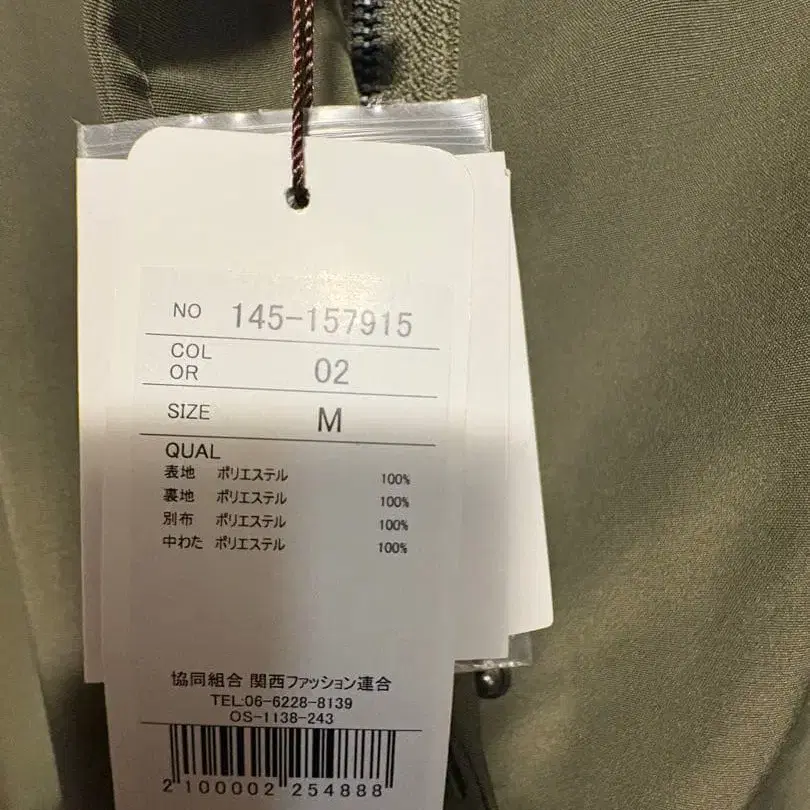 NO 145-157915
COL
OR 02
SIZE M
QUAL
表地 ポリエステル 100%
裏地 ポリエステル 100%
別布 ポリエステル 100%
中わた ポリエステル 100%
協同組合 関西ファッション連合
TEL:06-6228-8139
OS-1138-243
2 100002 254888